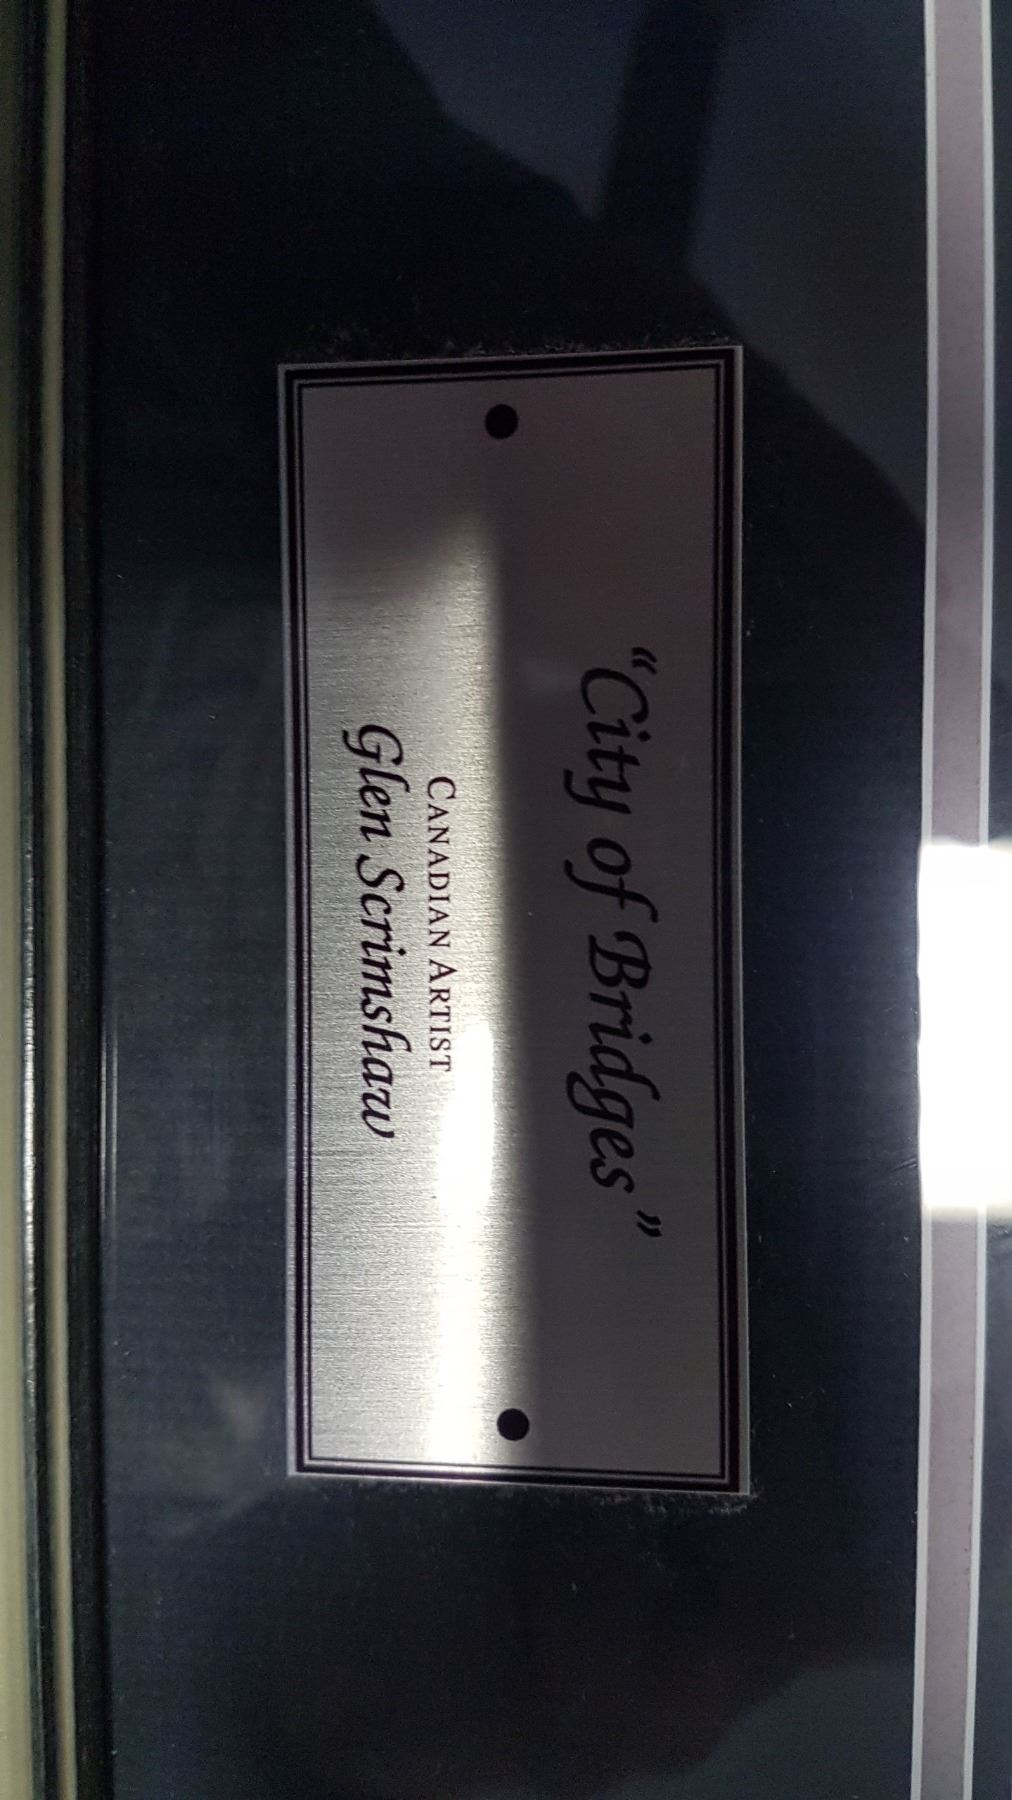 “City of Bridges”
CANADIAN ARTIST
Glen Scrimshaw